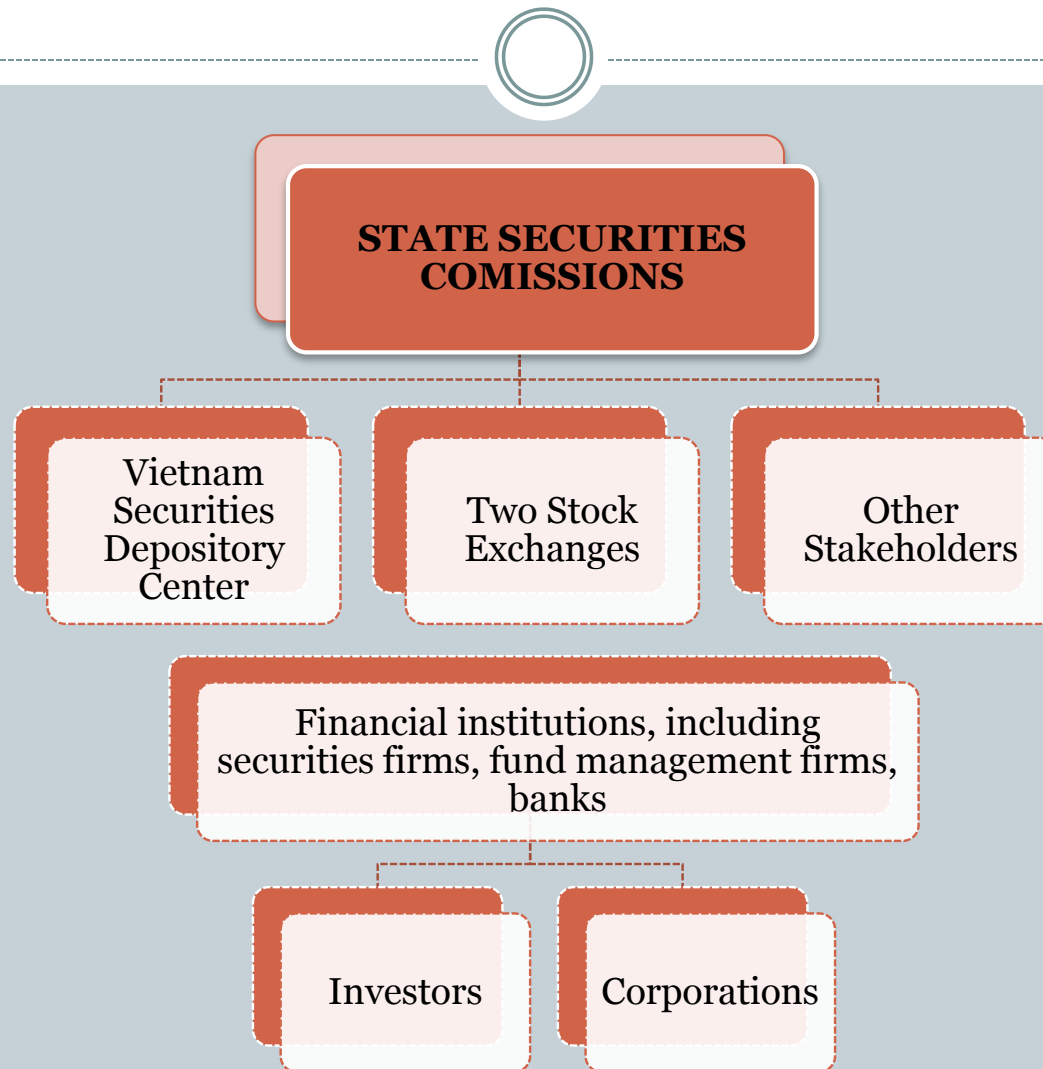 STATE SECURITIES
COMISSIONS
Vietnam
Securities
Depository
Center
Two Stock
Exchanges
Other
Stakeholders
Financial institutions, including
securities firms, fund management firms,
banks
Investors
Corporations